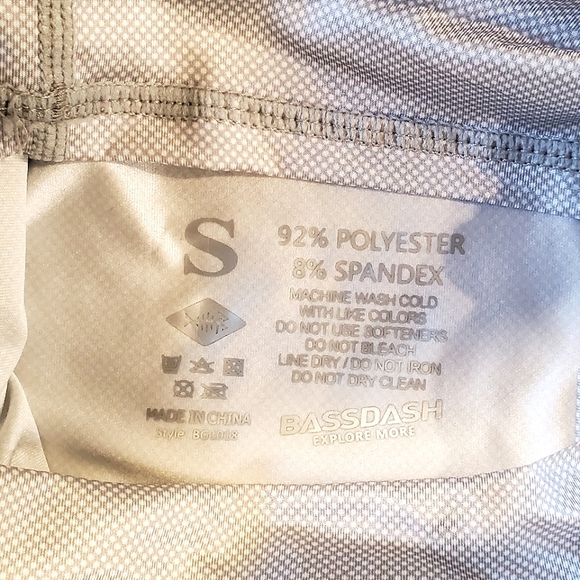 S
92% POLYESTER
8% SPANDEX
MACHINE WASH COLD
WITH LIKE COLORS
DO NOT USE SOFTENERS
DO NOT BLEACH
LINE DRY / DO NOT IRON
DO NOT DRY CLEAN
MADE IN CHINA
Style
BASSDASH
EXPLORE MORE